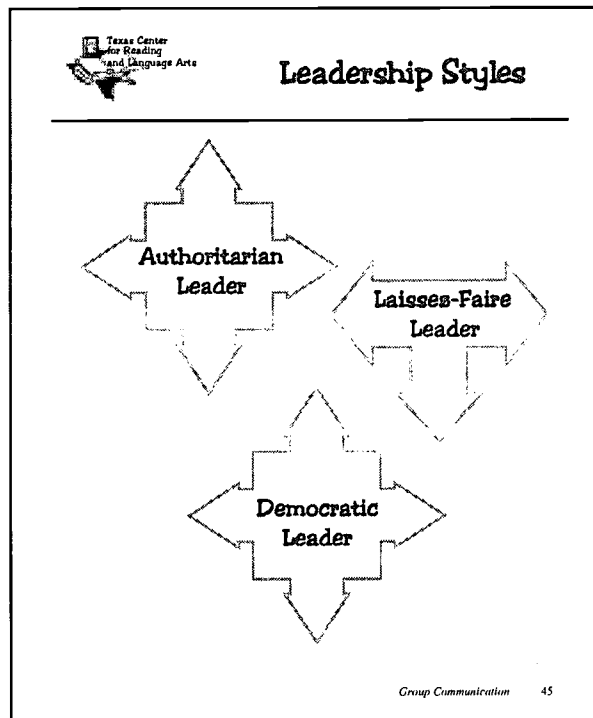 Texas Center
for Reading
and Language Arts
Leadership Styles
Authoritarian
Leader
Laisses-Faire
Leader
Democratic
Leader
Group Communication 45